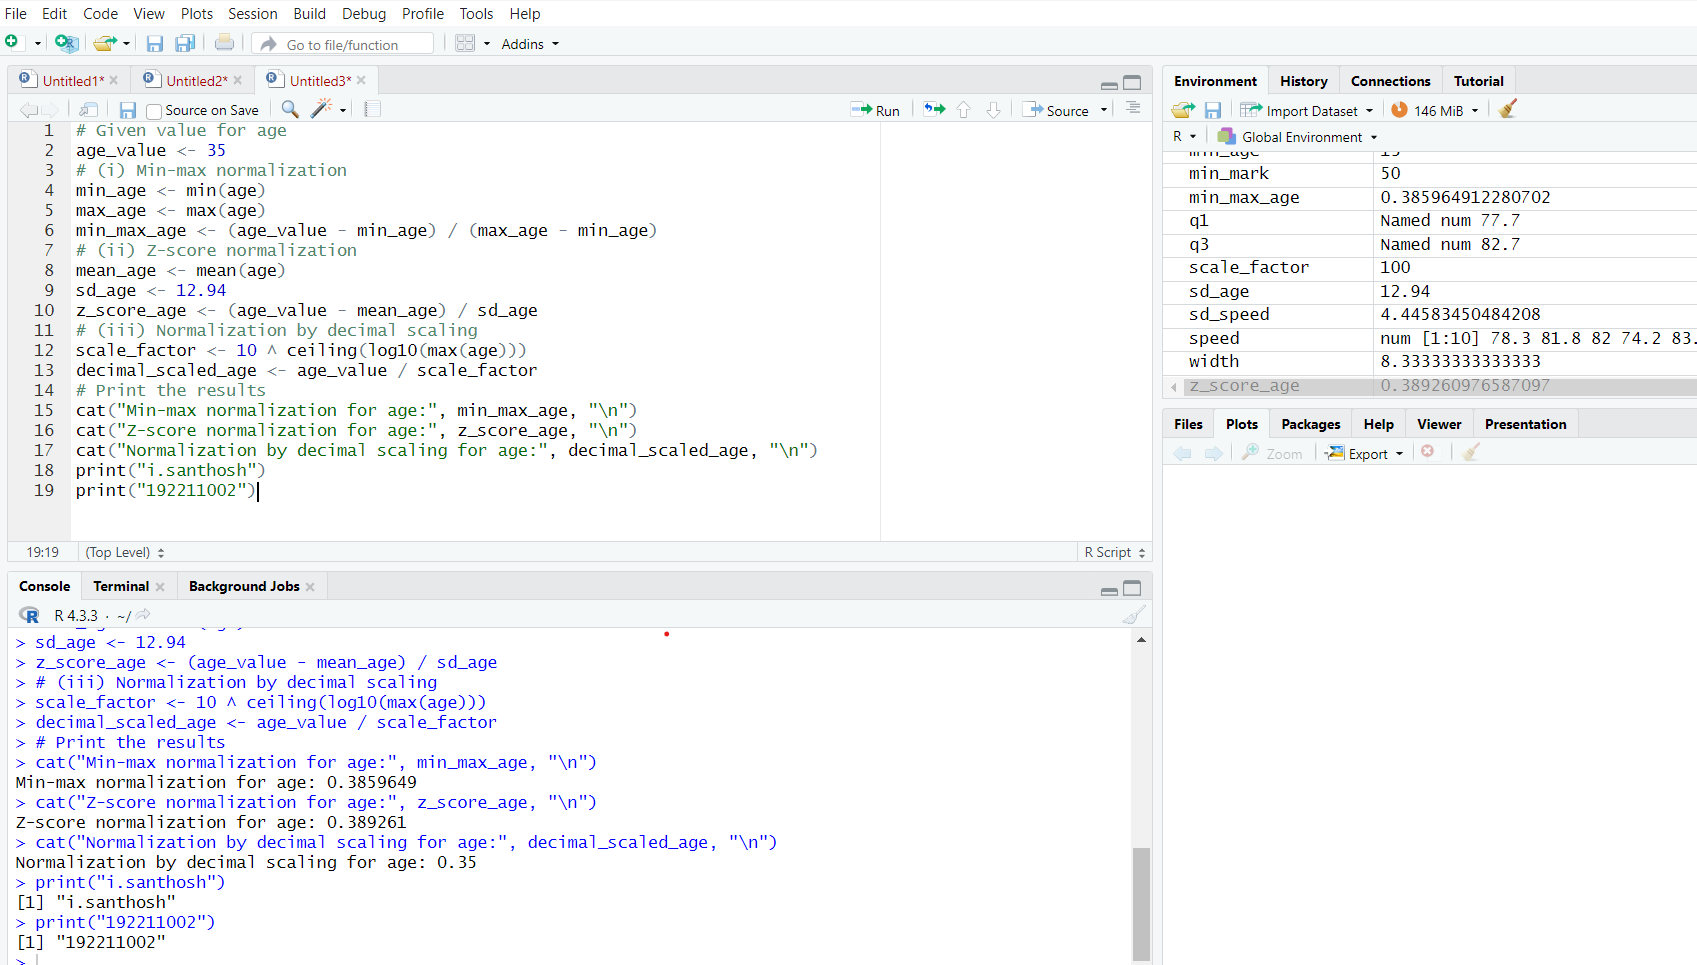 File Edit Code View Plots Session Build Debug Profile Tools Help
Go to file/function Addins
Untitled1* Untitled2* Untitled3*
Source on Save Run Source
1 # Given value for age
2 age_value <- 35
3 # (i) Min-max normalization
4 min_age <- min(age)
5 max_age <- max(age)
6 min_max_age <- (age_value - min_age) / (max_age - min_age)
7 # (ii) Z-score normalization
8 mean_age <- mean(age)
9 sd_age <- 12.94
10 z_score_age <- (age_value - mean_age) / sd_age
11 # (iii) Normalization by decimal scaling
12 scale_factor <- 10 ^ ceiling(log10(max(age)))
13 decimal_scaled_age <- age_value / scale_factor
14 # Print the results
15 cat("Min-max normalization for age:", min_max_age, "\n")
16 cat("Z-score normalization for age:", z_score_age, "\n")
17 cat("Normalization by decimal scaling for age:", decimal_scaled_age, "\n")
18 print("i.santhosh")
19 print("192211002")
19:19 (Top Level) R Script
Console Terminal Background Jobs
R 4.3.3 · ~/
> sd_age <- 12.94
> z_score_age <- (age_value - mean_age) / sd_age
> # (iii) Normalization by decimal scaling
> scale_factor <- 10 ^ ceiling(log10(max(age)))
> decimal_scaled_age <- age_value / scale_factor
> # Print the results
> cat("Min-max normalization for age:", min_max_age, "\n")
Min-max normalization for age: 0.3859649
> cat("Z-score normalization for age:", z_score_age, "\n")
Z-score normalization for age: 0.389261
> cat("Normalization by decimal scaling for age:", decimal_scaled_age, "\n")
Normalization by decimal scaling for age: 0.35
> print("i.santhosh")
[1] "i.santhosh"
> print("192211002")
[1] "192211002"
>
Environment History Connections Tutorial
Import Dataset 146 MiB
R Global Environment
min_age 13
min_mark 50
min_max_age 0.385964912280702
q1 Named num 77.7
q3 Named num 82.7
scale_factor 100
sd_age 12.94
sd_speed 4.44583450484208
speed num [1:10] 78.3 81.8 82 74.2 83.
width 8.33333333333333
z_score_age 0.389260976587097
Files Plots Packages Help Viewer Presentation
Zoom Export